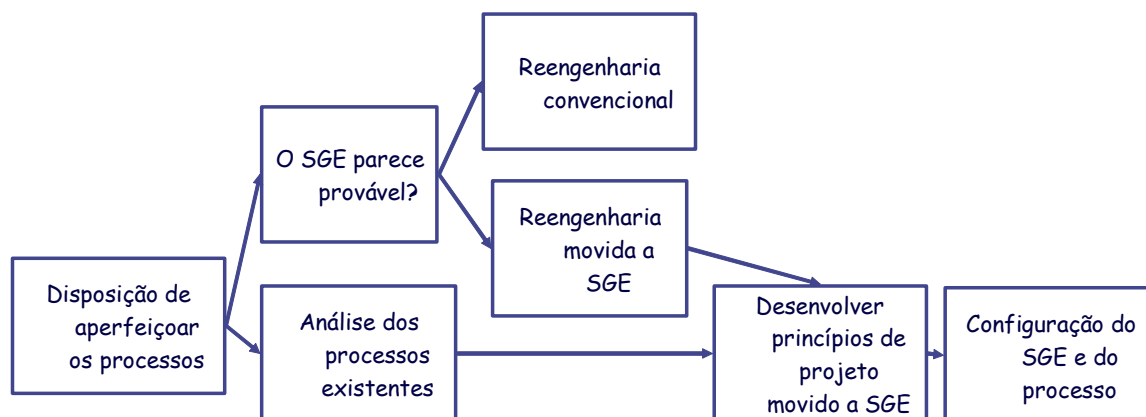 Reengenharia
convencional
O SGE parece
provável?
Reengenharia
movida a
SGE
Disposição de
aperfeiçoar
os processos
Análise dos
processos
existentes
Desenvolver
princípios de
projeto
movido a SGE
Configuração do
SGE e do
processo